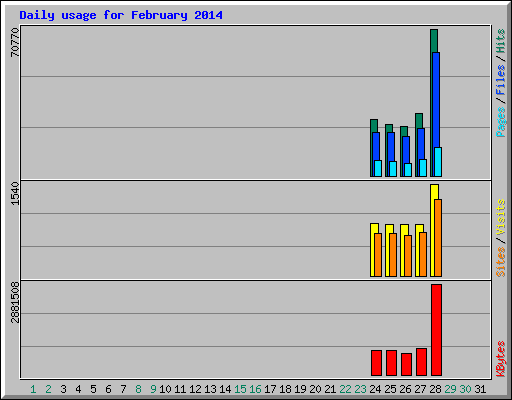 Daily usage for February 2014
70770
Pages / Files / Hits
1540
Sites / Visits
2881508
KBytes
1 2 3 4 5 6 7 8 9 10 11 12 13 14 15 16 17 18 19 20 21 22 23 24 25 26 27 28 29 30 31